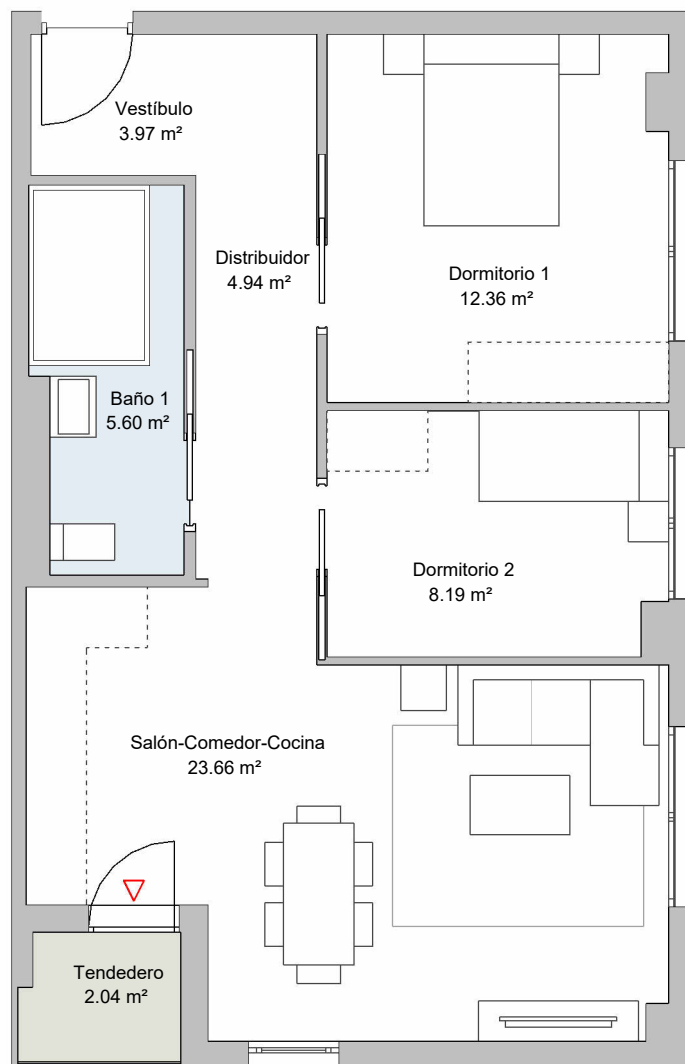 Vestíbulo
3.97 m²
Distribuidor
4.94 m²
Dormitorio 1
12.36 m²
Baño 1
5.60 m²
Dormitorio 2
8.19 m²
Salón-Comedor-Cocina
23.66 m²
Tendedero
2.04 m²